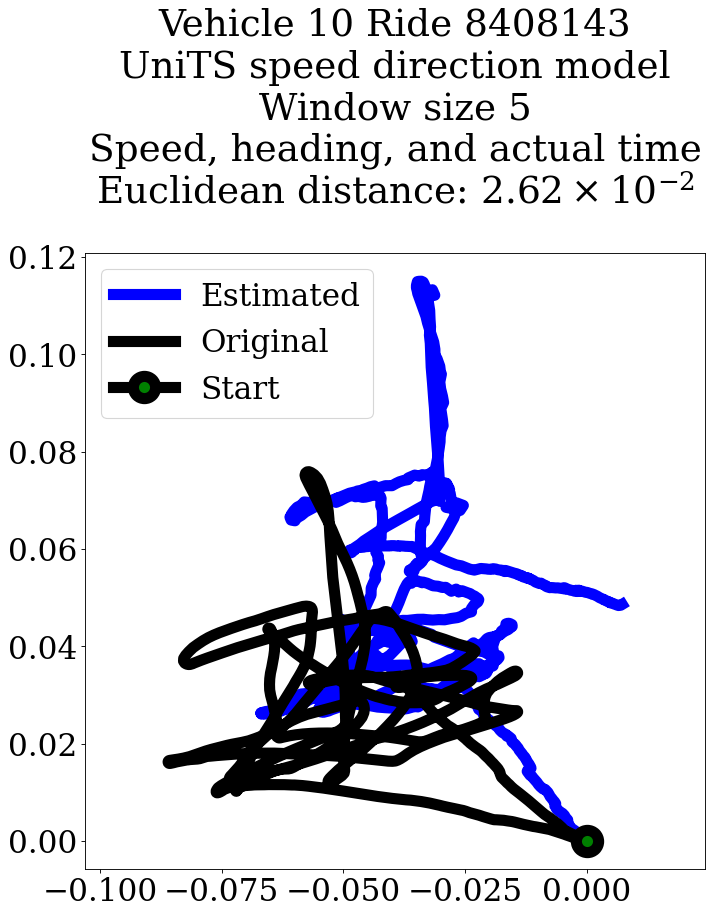 Vehicle 10 Ride 8408143
UniTS speed direction model
Window size 5
Speed, heading, and actual time
Euclidean distance: 2.62 × 10⁻²
0.12
0.10
0.08
0.06
0.04
0.02
0.00
Estimated
Original
Start
−0.100 −0.075 −0.050 −0.025 0.000